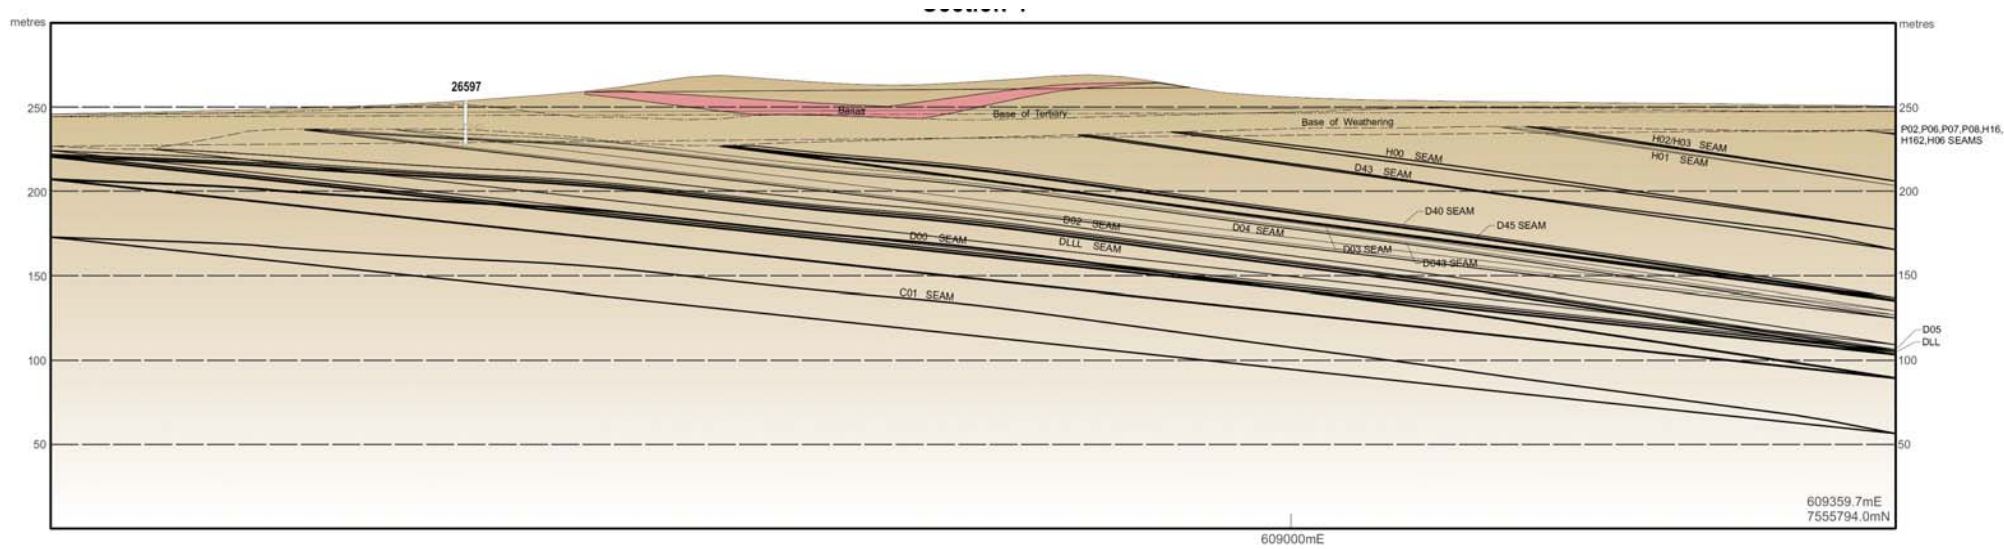 metres
metres
26597
250
Basalt
Base of Tertiary
Base of Weathering
250
P02,P06,P07,P08,H16,
H162,H06 SEAMS
H02/H03 SEAM
H01 SEAM
H00 SEAM
D43 SEAM
200
200
D40 SEAM
D45 SEAM
D02 SEAM
D04 SEAM
D00 SEAM
DLLL SEAM
D03 SEAM
D043 SEAM
150
150
C01 SEAM
D05
DLL
100
100
50
50
609359.7mE
7555794.0mN
609000mE